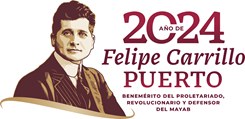 2024
AÑO DE
Felipe Carrillo
PUERTO
BENEMÉRITO DEL PROLETARIADO,
REVOLUCIONARIO Y DEFENSOR
DEL MAYAB